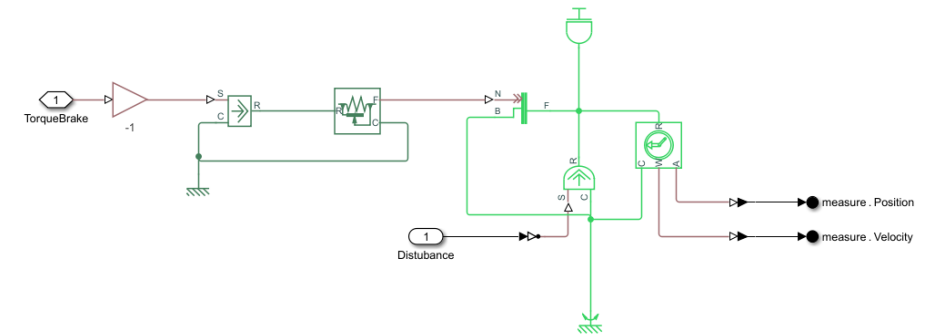 1
TorqueBrake
-1
S
C
R
R
F
C
N
B
F
R
S
C
R
C
W
A
measure . Position
measure . Velocity
1
Distubance